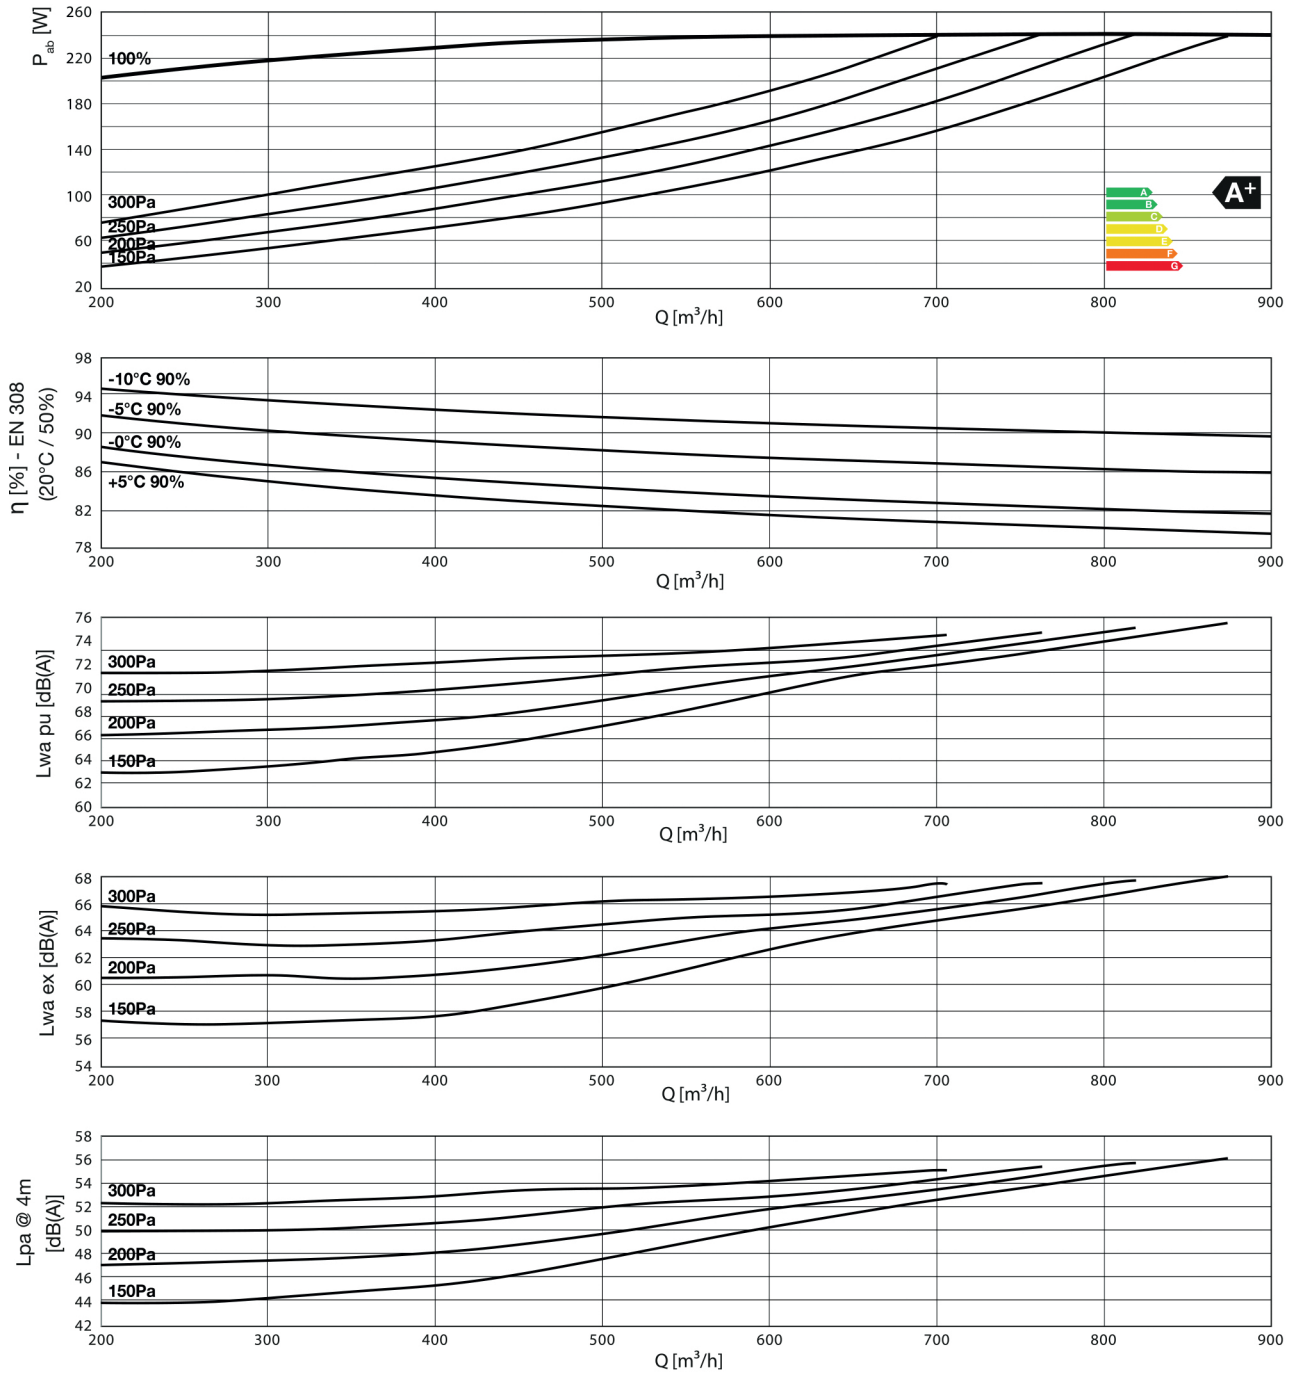 260
220
180
140
100
60
20
P ab [W]
100%
300Pa
250Pa
200Pa
150Pa
A+
A
B
C
D
E
F
G
200 300 400 500 600 700 800 900
Q [m³/h]
98
94
90
86
82
78
η [%] - EN 308
(20°C / 50%)
-10°C 90%
-5°C 90%
-0°C 90%
+5°C 90%
200 300 400 500 600 700 800 900
Q [m³/h]
76
74
72
70
68
66
64
62
60
Lwa pu [dB(A)]
300Pa
250Pa
200Pa
150Pa
200 300 400 500 600 700 800 900
Q [m³/h]
68
66
64
62
60
58
56
54
Lwa ex [dB(A)]
300Pa
250Pa
200Pa
150Pa
200 300 400 500 600 700 800 900
Q [m³/h]
58
56
54
52
50
48
46
44
42
Lpa @ 4m
[dB(A)]
300Pa
250Pa
200Pa
150Pa
200 300 400 500 600 700 800 900
Q [m³/h]